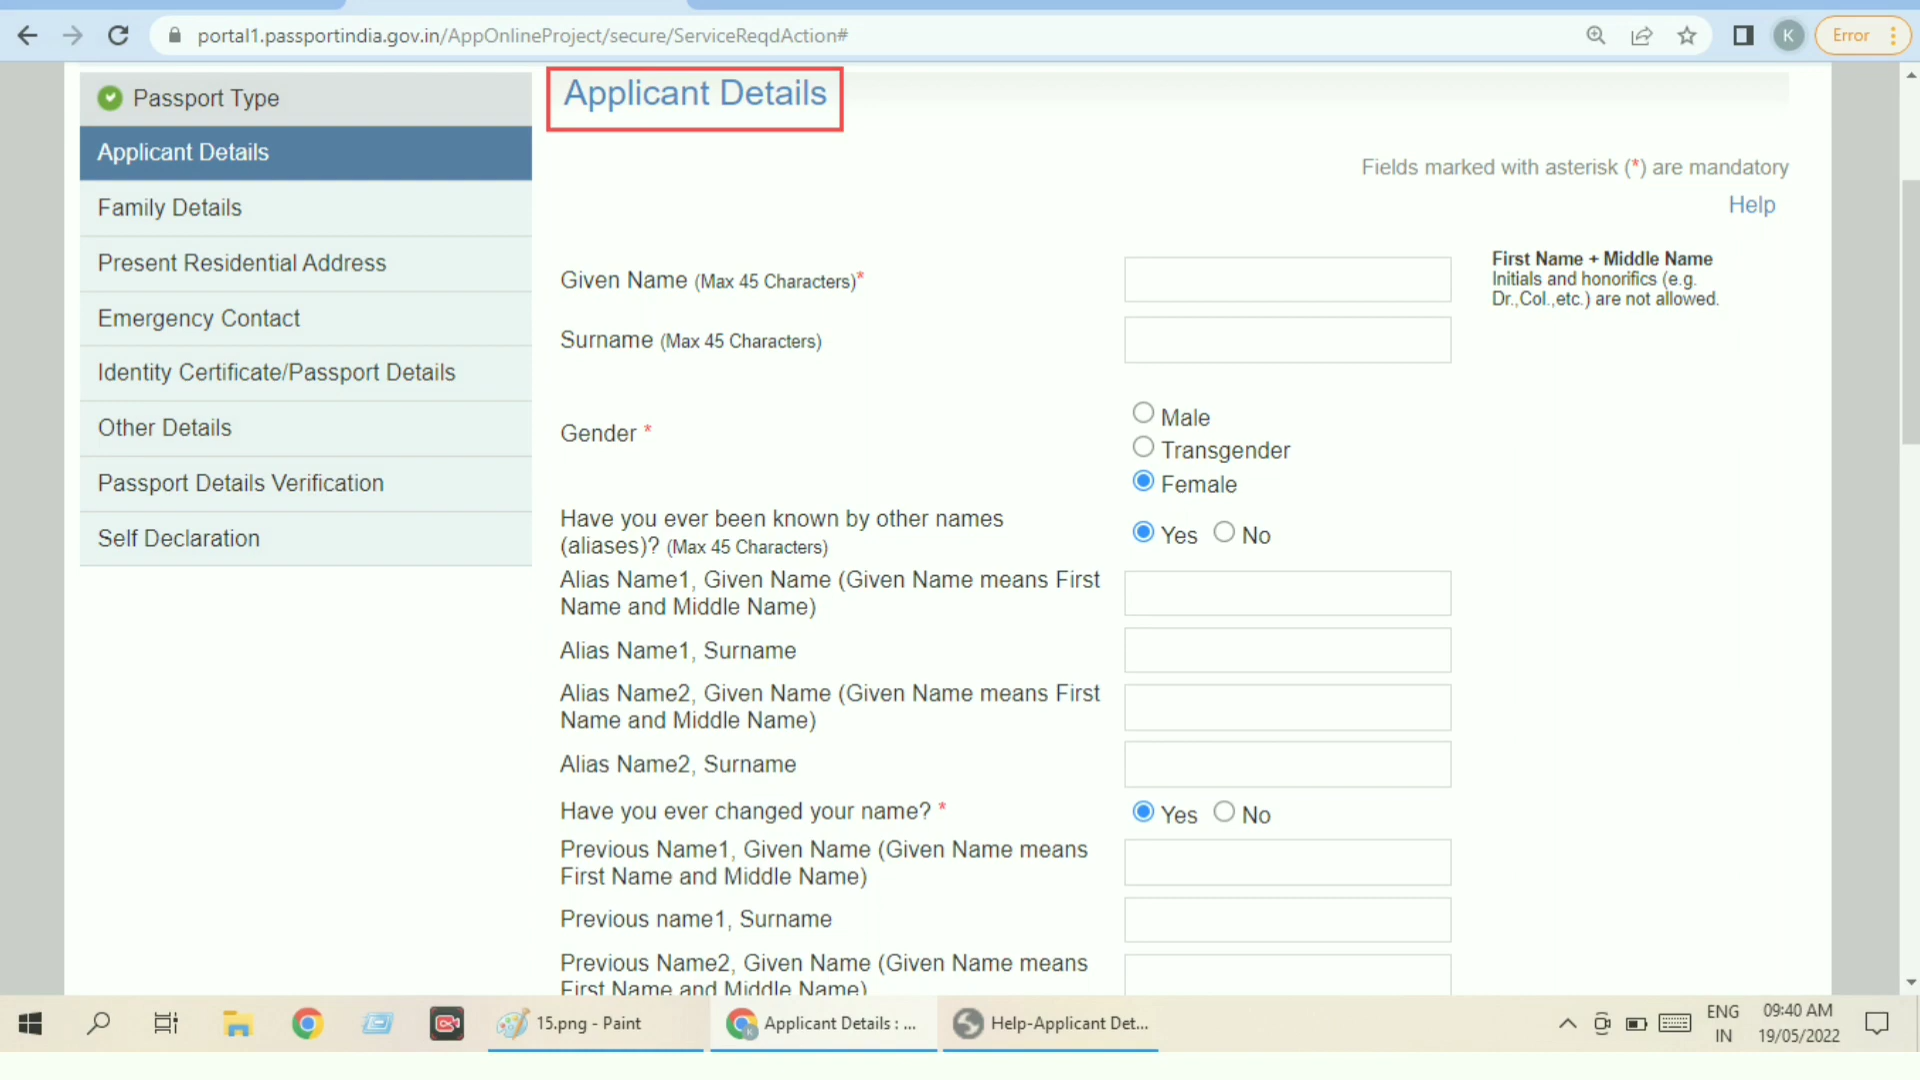 portal1.passportindia.gov.in/AppOnlineProject/secure/ServiceReqdAction#
K
Error
Passport Type
Applicant Details
Family Details
Present Residential Address
Emergency Contact
Identity Certificate/Passport Details
Other Details
Passport Details Verification
Self Declaration
Applicant Details
Fields marked with asterisk (*) are mandatory
Help
Given Name (Max 45 Characters)*
First Name + Middle Name
Initials and honorifics (e.g.
Dr.,Col.,etc.) are not allowed.
Surname (Max 45 Characters)
Gender *
Male
Transgender
Female
Have you ever been known by other names
(aliases)? (Max 45 Characters)
Yes No
Alias Name1, Given Name (Given Name means First
Name and Middle Name)
Alias Name1, Surname
Alias Name2, Given Name (Given Name means First
Name and Middle Name)
Alias Name2, Surname
Have you ever changed your name? *
Yes No
Previous Name1, Given Name (Given Name means
First Name and Middle Name)
Previous name1, Surname
Previous Name2, Given Name (Given Name means
First Name and Middle Name)
15.png - Paint
K
Applicant Details : ...
Help-Applicant Det...
ENG
IN
09:40 AM
19/05/2022